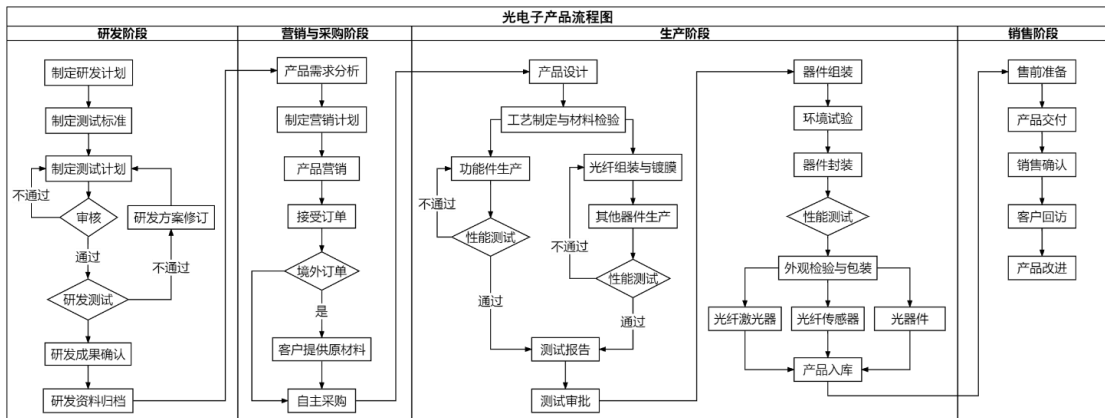 光电子产品流程图
研发阶段
制定研发计划
制定测试标准
制定测试计划
不通过
审核
研发方案修订
通过
不通过
研发测试
研发成果确认
研发资料归档
营销与采购阶段
产品需求分析
制定营销计划
产品营销
接受订单
境外订单
是
客户提供原材料
自主采购
生产阶段
产品设计
工艺制定与材料检验
功能件生产
不通过
性能测试
通过
光纤组装与镀膜
不通过
其他器件生产
性能测试
通过
测试报告
测试审批
器件组装
环境试验
器件封装
性能测试
外观检验与包装
光纤激光器
光纤传感器
光器件
产品入库
销售阶段
售前准备
产品交付
销售确认
客户回访
产品改进